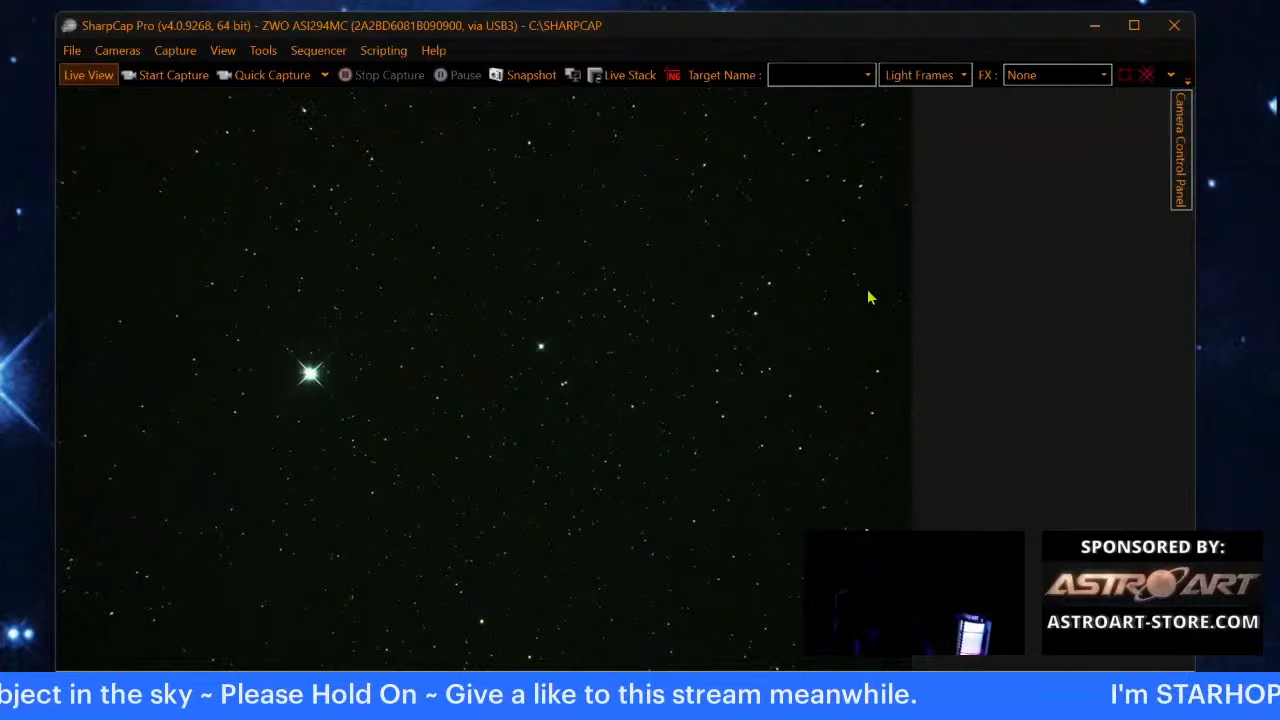 SharpCap Pro (v4.0.9268, 64 bit) - ZWO ASI294MC (2A2BD6081B090900, via USB3) - C:\SHARPCAP
File Cameras Capture View Tools Sequencer Scripting Help
Live View Start Capture Quick Capture Stop Capture Pause Snapshot Live Stack Target Name : Light Frames FX : None
Camera Control Panel
SPONSORED BY:
ASTROART
ASTROART-STORE.COM
bject in the sky ~ Please Hold On ~ Give a like to this stream meanwhile. I'm STARHOP